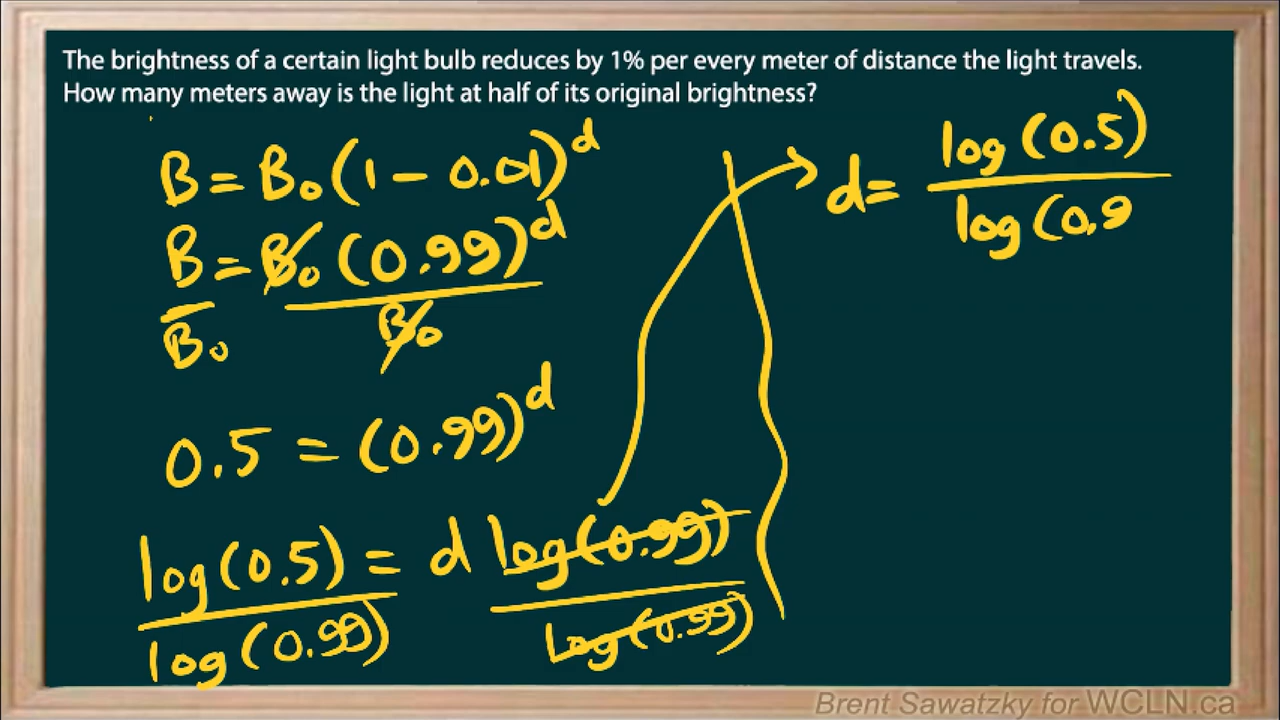 The brightness of a certain light bulb reduces by 1% per every meter of distance the light travels.
How many meters away is the light at half of its original brightness?
B = B₀(1 - 0.01)^d
B/B₀ = B₀(0.99)^d/B₀
0.5 = (0.99)^d
log(0.5)/log(0.99) = d log(0.99)/log(0.99)
d = log(0.5)/log(0.9
Brent Sawatzky for WCLN.ca